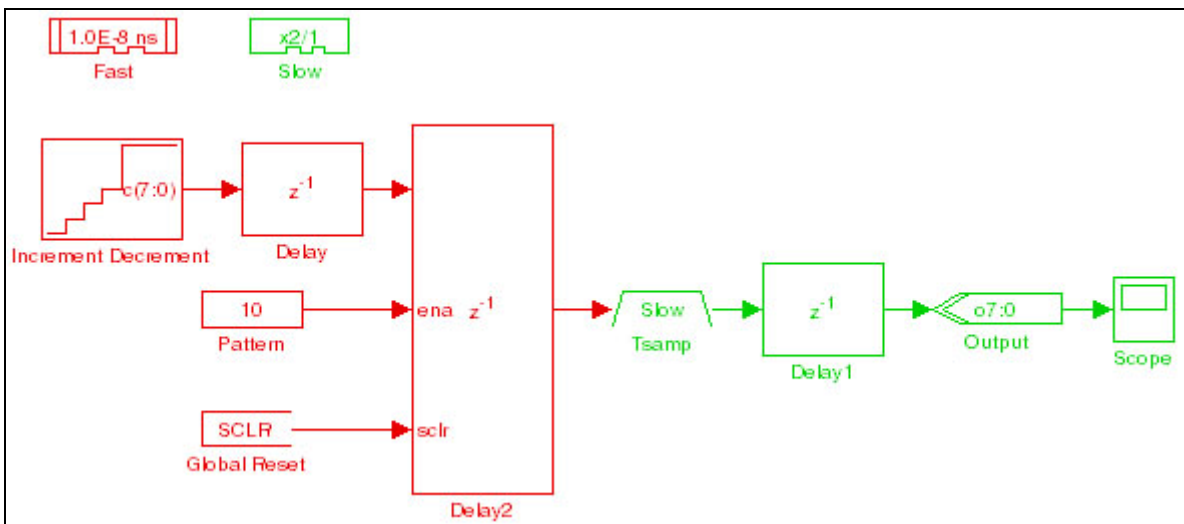 1.0E-8 ns
Fast
x2/1
Slow
c(7:0)
Increment Decrement
z-1
Delay
10
Pattern
SCLR
Global Reset
ena
z-1
sclr
Delay2
Slow
Tsamp
z-1
Delay1
o7:0
Output
Scope